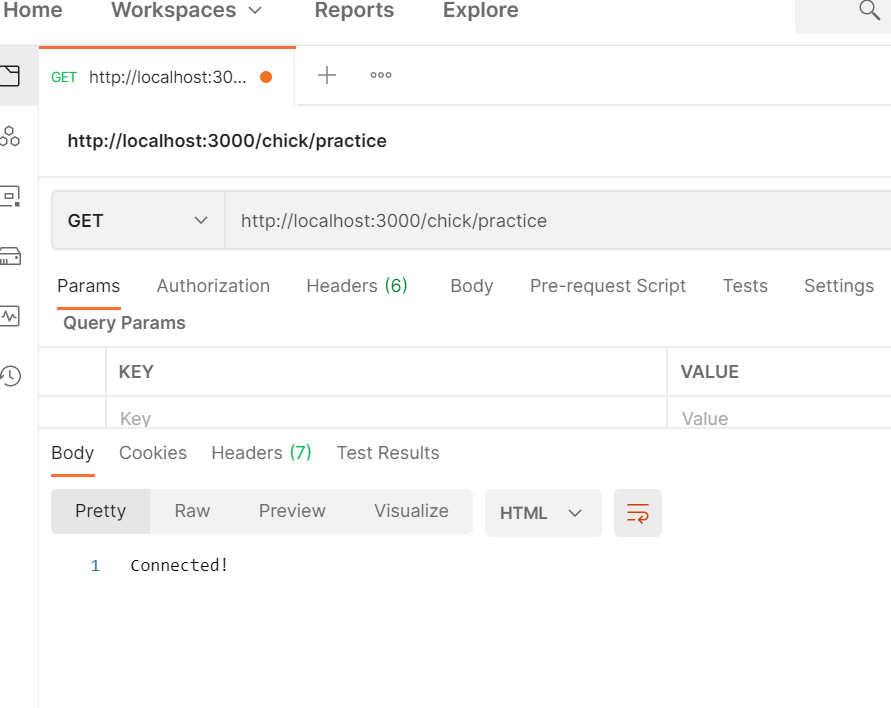 Home Workspaces Reports Explore
GET http://localhost:30...
http://localhost:3000/chick/practice
GET http://localhost:3000/chick/practice
Params Authorization Headers (6) Body Pre-request Script Tests Settings
Query Params
KEY VALUE
Key Value
Body Cookies Headers (7) Test Results
Pretty Raw Preview Visualize HTML
1 Connected!